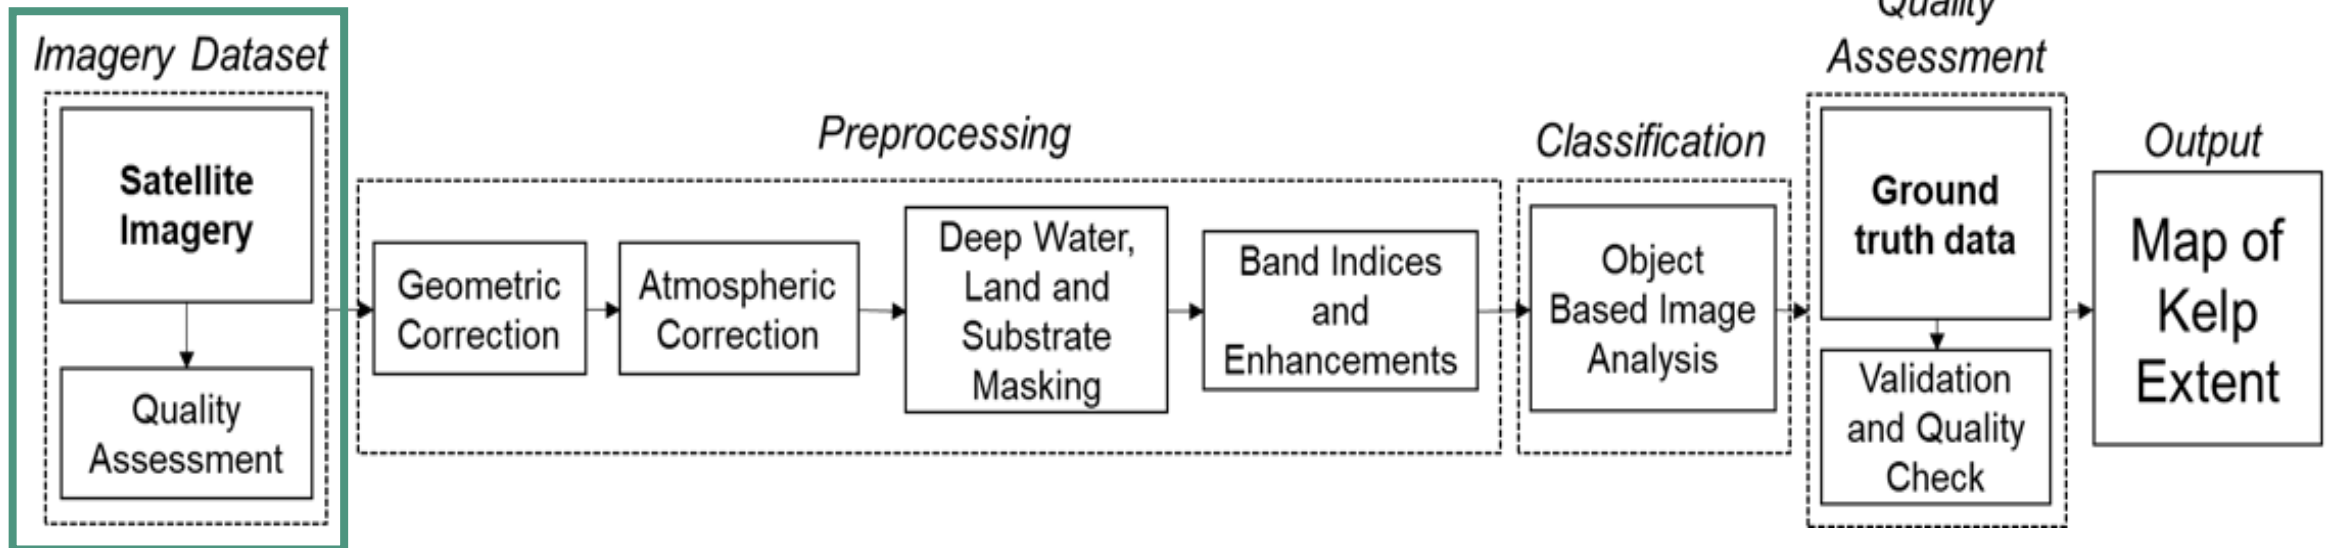 Imagery Dataset
Satellite
Imagery
Quality
Assessment
Preprocessing
Geometric
Correction
Atmospheric
Correction
Deep Water,
Land and
Substrate
Masking
Band Indices
and
Enhancements
Classification
Object
Based Image
Analysis
Quality
Assessment
Ground
truth data
Validation
and Quality
Check
Output
Map of
Kelp
Extent